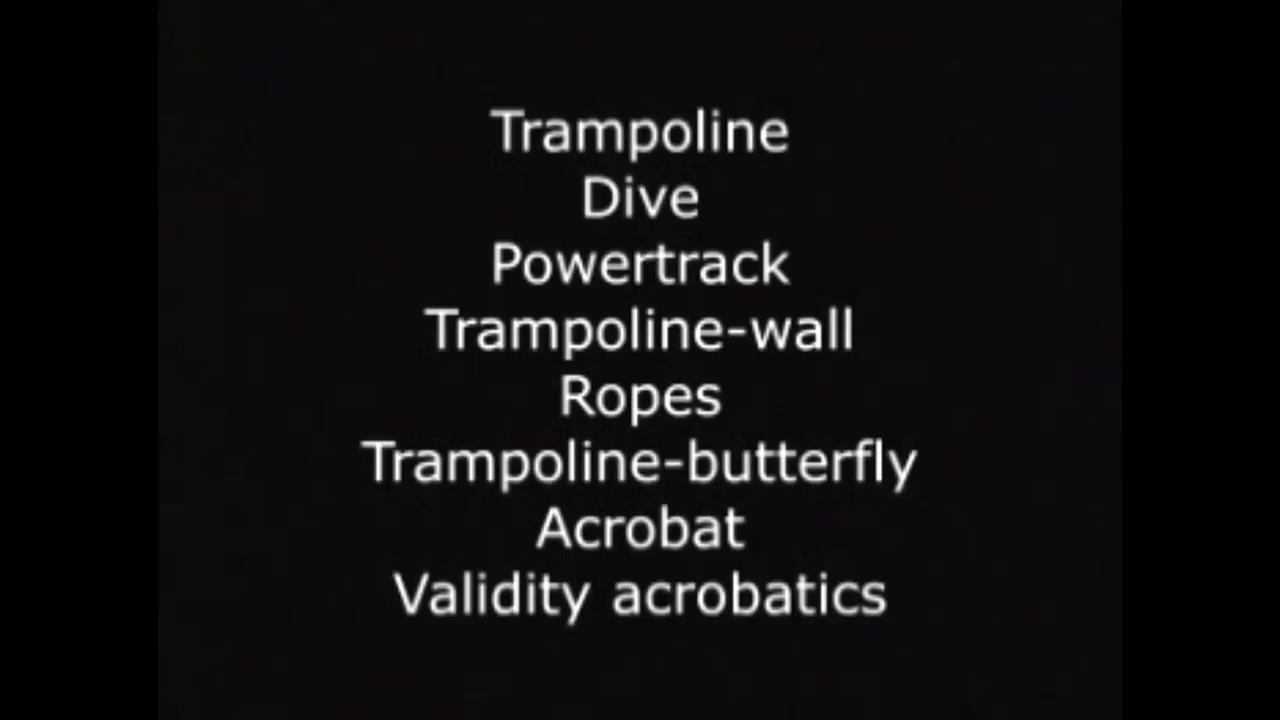 Trampoline
Dive
Powertrack
Trampoline-wall
Ropes
Trampoline-butterfly
Acrobat
Validity acrobatics